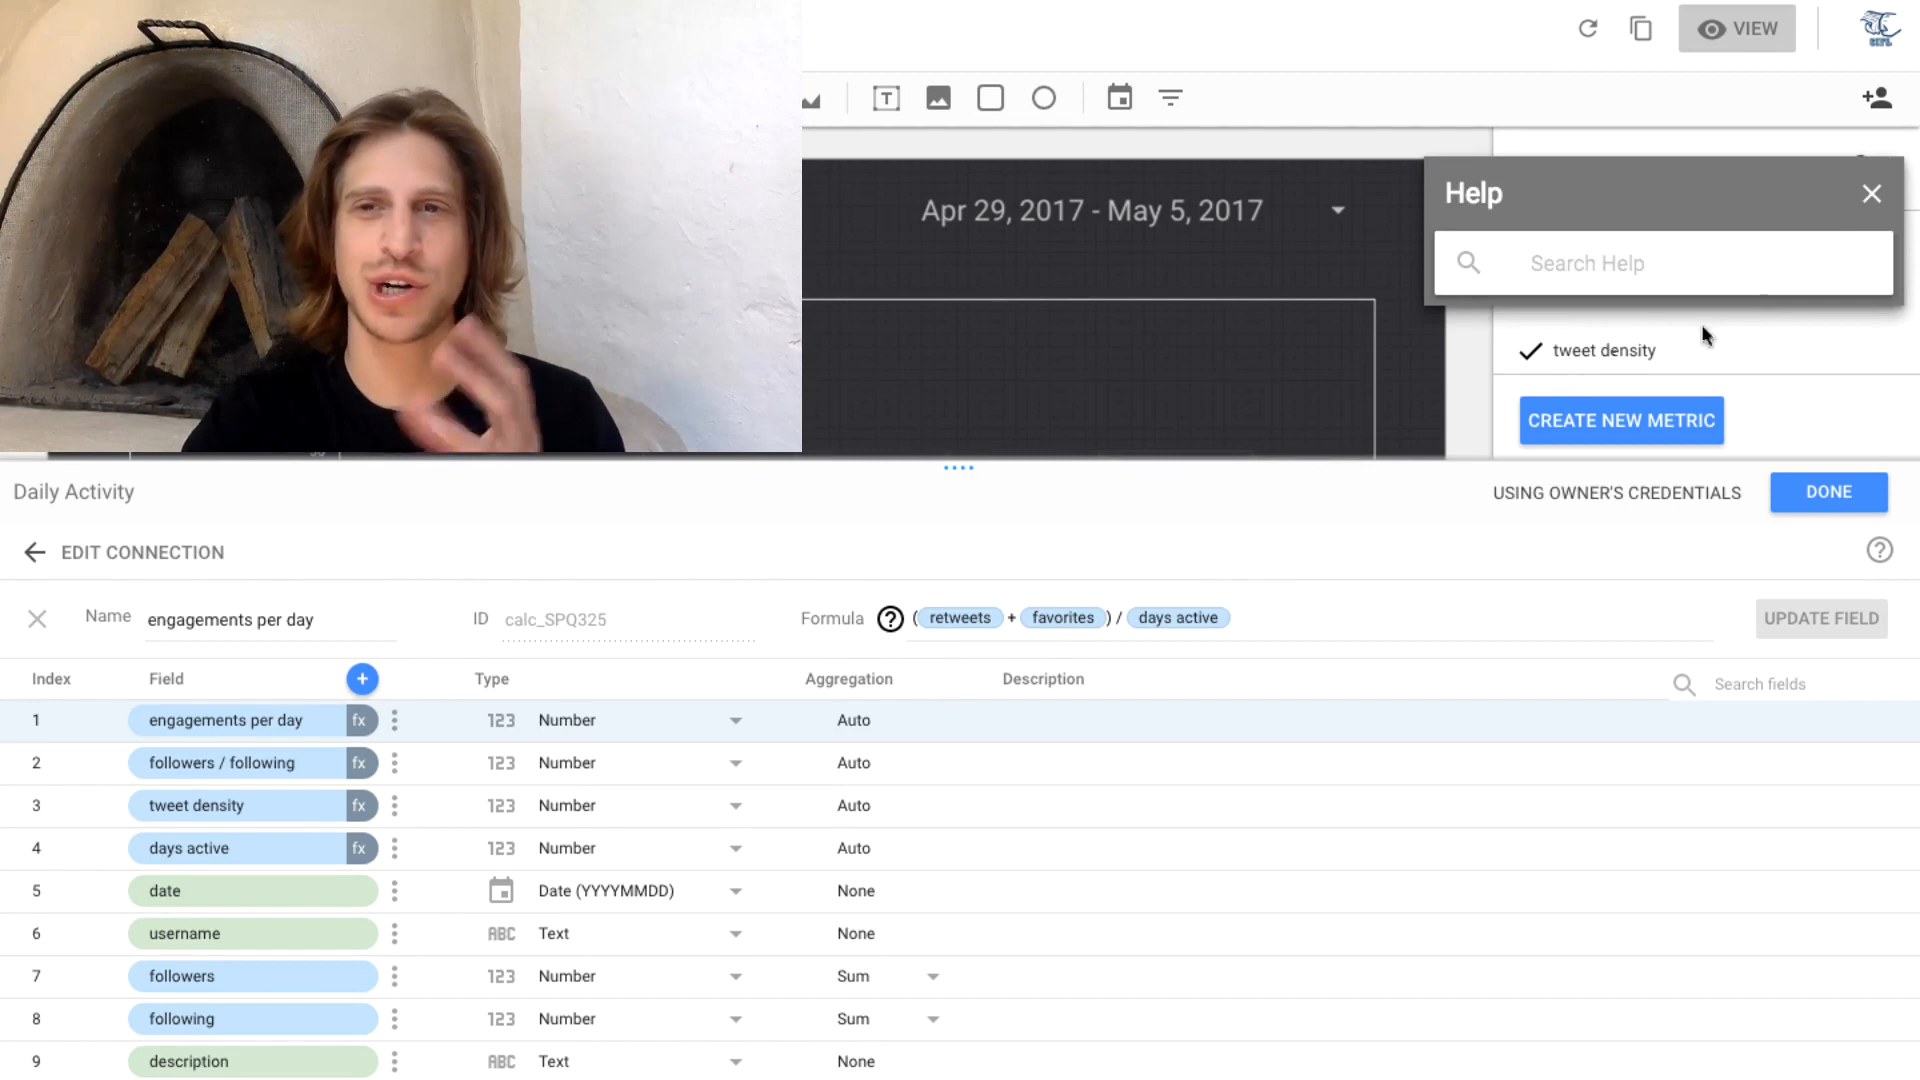 VIEW
Apr 29, 2017 - May 5, 2017
Help
Search Help
tweet density
CREATE NEW METRIC
Daily Activity
USING OWNER'S CREDENTIALS
DONE
EDIT CONNECTION
Name engagements per day ID calc_SPQ325 Formula ? ( retweets + favorites ) / days active UPDATE FIELD
Index Field + Type Aggregation Description Search fields
1 engagements per day fx 123 Number Auto
2 followers / following fx 123 Number Auto
3 tweet density fx 123 Number Auto
4 days active fx 123 Number Auto
5 date Date (YYYYMMDD) None
6 username ABC Text None
7 followers 123 Number Sum
8 following 123 Number Sum
9 description ABC Text None